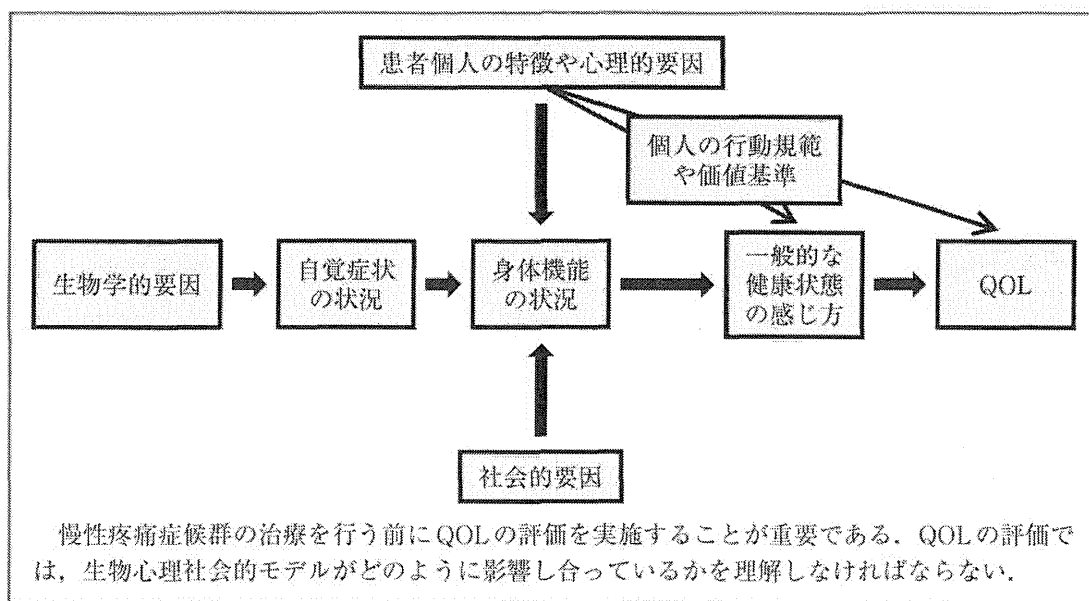 患者個人の特徴や心理的要因
個人の行動規範
や価値基準
生物学的要因
自覚症状
の状況
身体機能
の状況
一般的な
健康状態
の感じ方
QOL
社会的要因
慢性疼痛症候群の治療を行う前にQOLの評価を実施することが重要である．QOLの評価で
は，生物心理社会的モデルがどのように影響し合っているかを理解しなければならない．